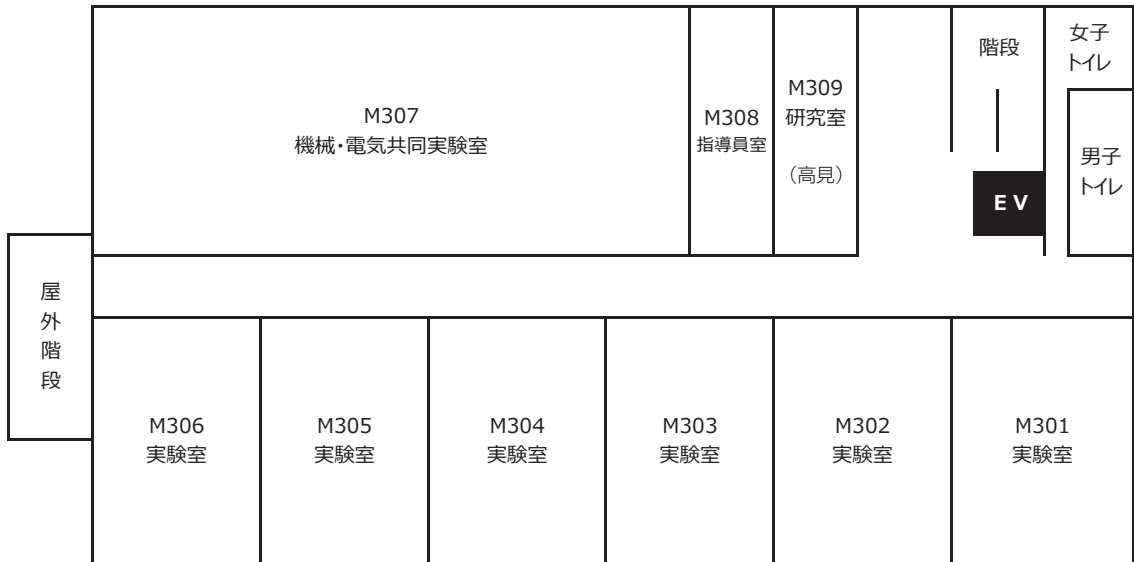 M307
機械・電気共同実験室
M308
指導員室
M309
研究室
（高見）
階段
EV
女子
トイレ
男子
トイレ
屋
外
階
段
M306
実験室
M305
実験室
M304
実験室
M303
実験室
M302
実験室
M301
実験室